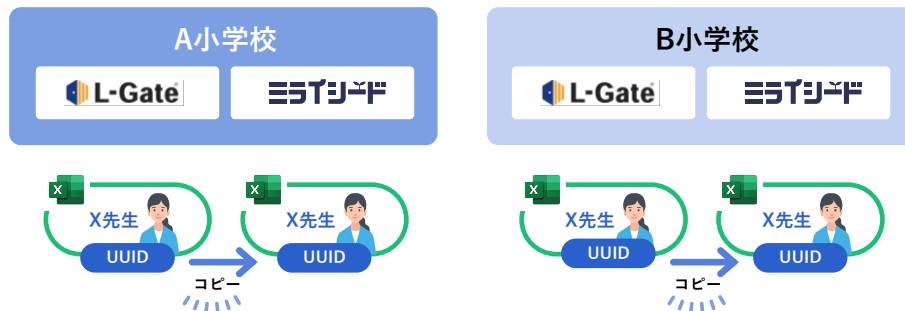 A小学校
L-Gate
ミライシード
X
X先生
UUID
X
X先生
UUID
コピー
B小学校
L-Gate
ミライシード
X
X先生
UUID
X
X先生
UUID
コピー